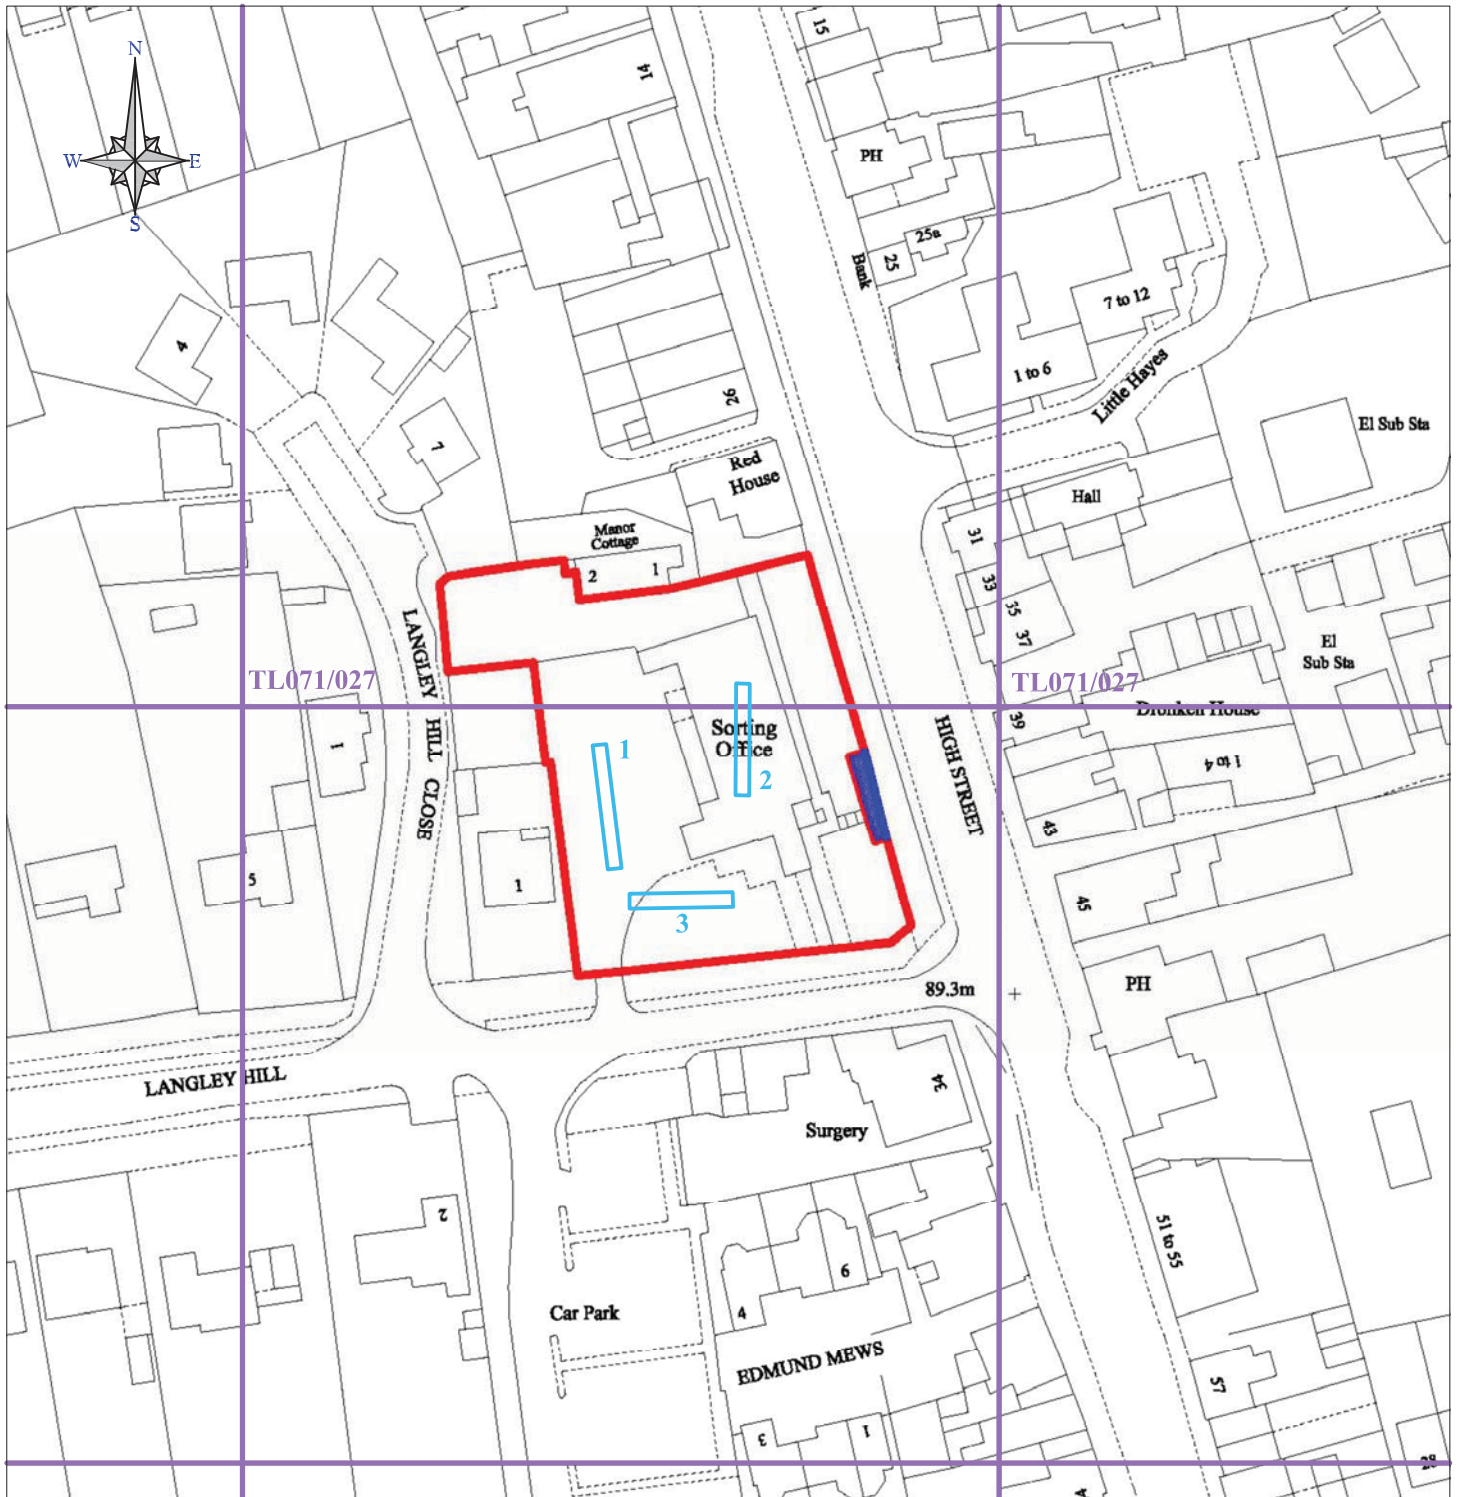 N
W E
S
15
14
PH
25a
25
Bank
7 to 12
1 to 6
Little Hayes
4
26
7
El Sub Sta
Red
House
Hall
Manor
Cottage
31
2 1
33
35
37
LANGLEY HILL CLOSE
El
Sub Sta
TL071/027
TL071/027
39
Dronken House
Sorting
Office
HIGH STREET
1
1
2
1 to 4
43
5
1
3
45
89.3m
PH
LANGLEY HILL
34
Surgery
2
51 to 55
6
4
Car Park
EDMUND MEWS
57
3
1
28